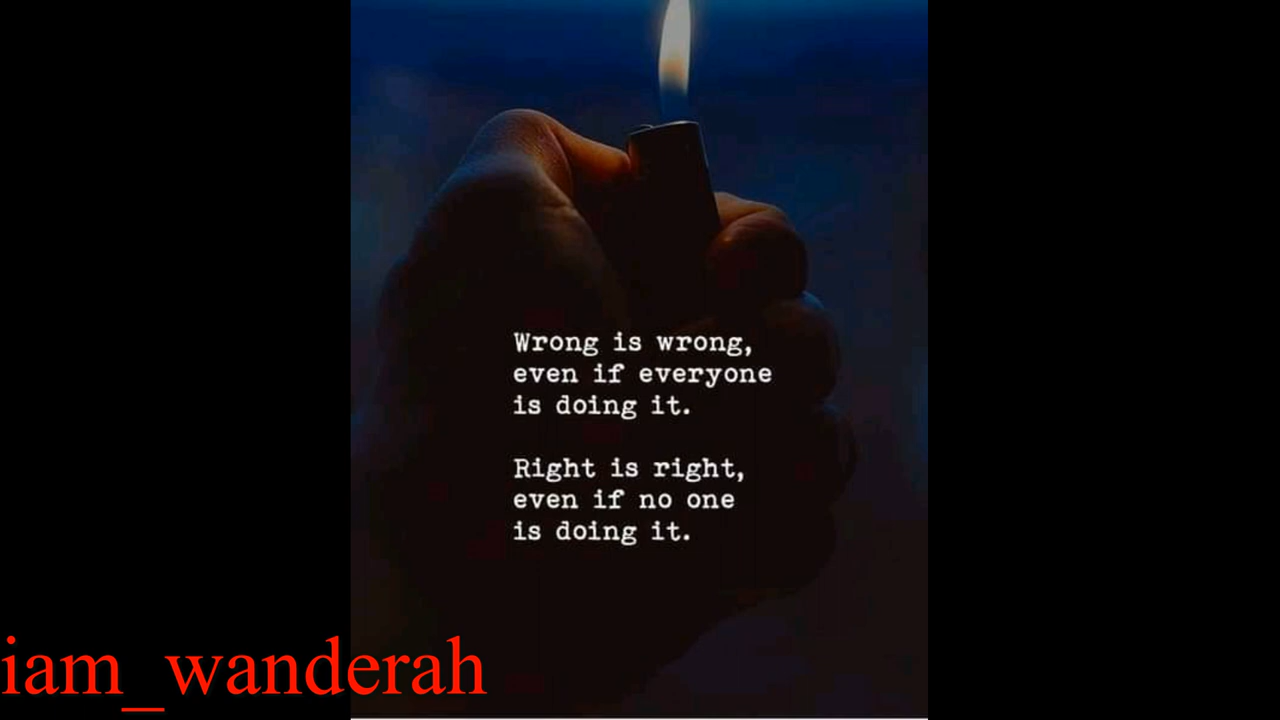 Wrong is wrong,
even if everyone
is doing it.
Right is right,
even if no one
is doing it.
iam_wanderah